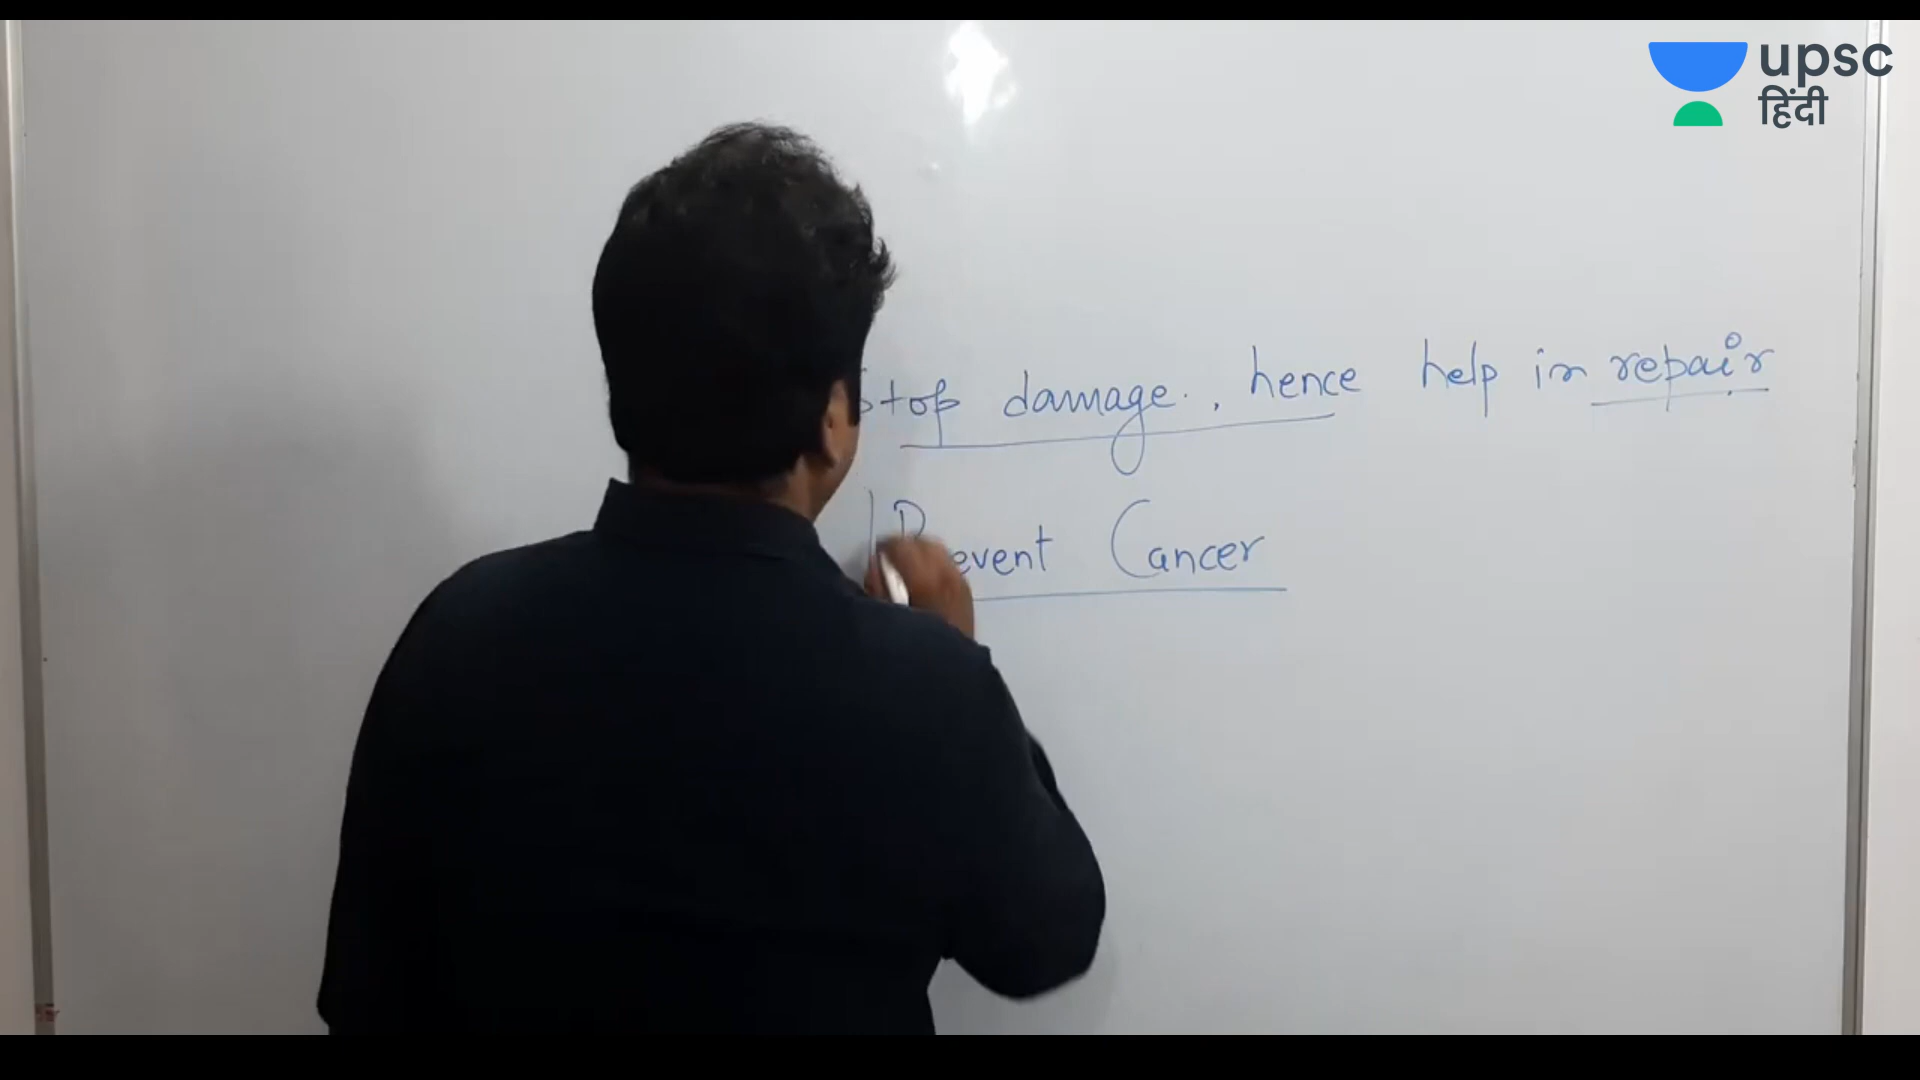 upsc
हिंदी
stop damage., hence help in repair
Prevent Cancer